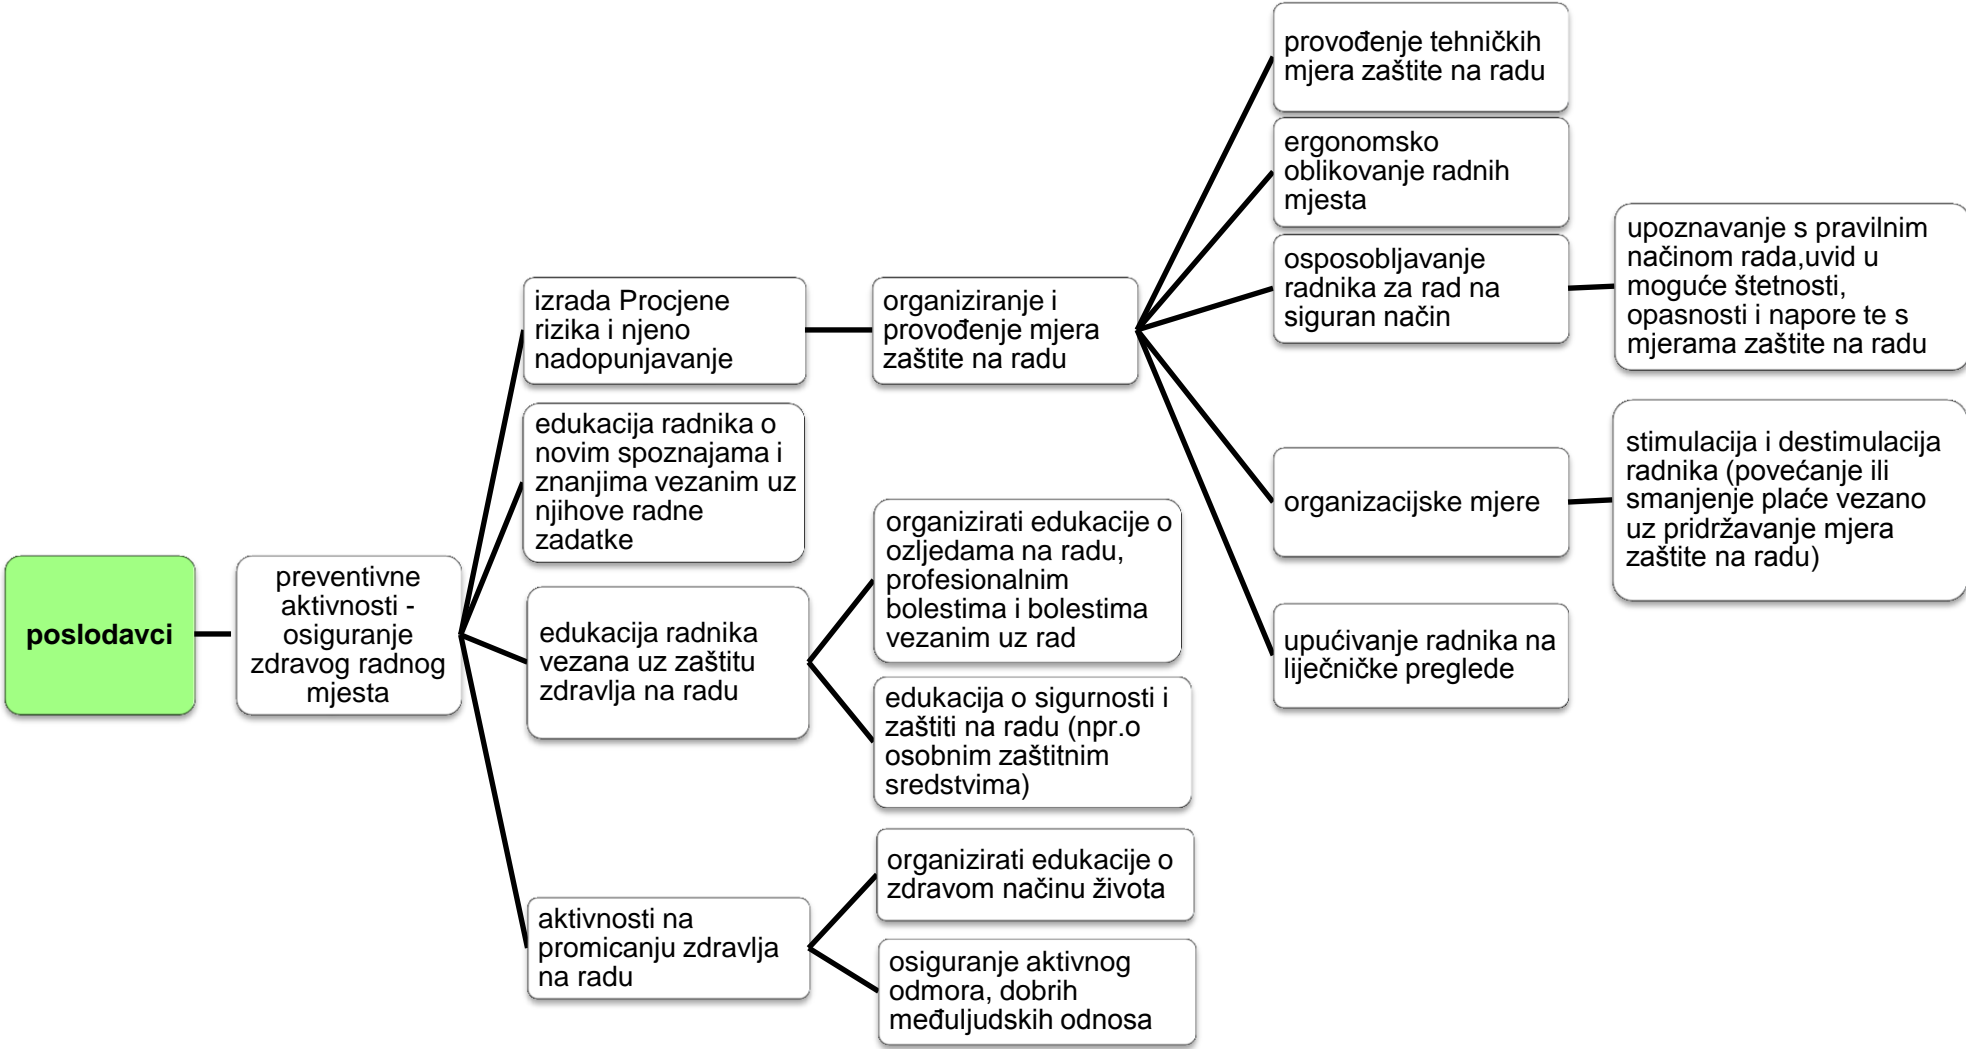 poslodavci
preventivne
aktivnosti -
osiguranje
zdravog radnog
mjesta
izrada Procjene
rizika i njeno
nadopunjavanje
organiziranje i
provođenje mjera
zaštite na radu
provođenje tehničkih
mjera zaštite na radu
ergonomsko
oblikovanje radnih
mjesta
osposobljavanje
radnika za rad na
siguran način
upoznavanje s pravilnim
načinom rada,uvid u
moguće štetnosti,
opasnosti i napore te s
mjerama zaštite na radu
organizacijske mjere
stimulacija i destimulacija
radnika (povećanje ili
smanjenje plaće vezano
uz pridržavanje mjera
zaštite na radu)
upućivanje radnika na
liječničke preglede
edukacija radnika o
novim spoznajama i
znanjima vezanim uz
njihove radne
zadatke
edukacija radnika
vezana uz zaštitu
zdravlja na radu
organizirati edukacije o
ozljedama na radu,
profesionalnim
bolestima i bolestima
vezanim uz rad
edukacija o sigurnosti i
zaštiti na radu (npr.o
osobnim zaštitnim
sredstvima)
aktivnosti na
promicanju zdravlja
na radu
organizirati edukacije o
zdravom načinu života
osiguranje aktivnog
odmora, dobrih
međuljudskih odnosa